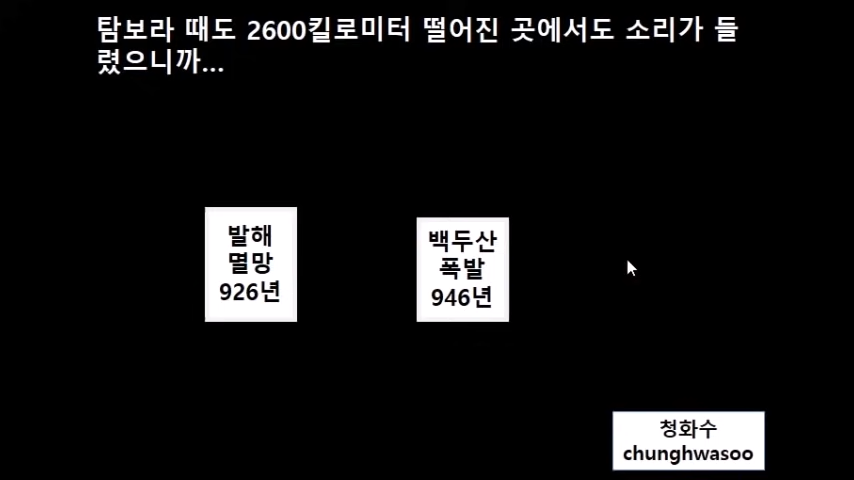 탐보라 때도 2600킬로미터 떨어진 곳에서도 소리가 들
렸으니까...
발해
멸망
926년
백두산
폭발
946년
청화수
chunghwasoo